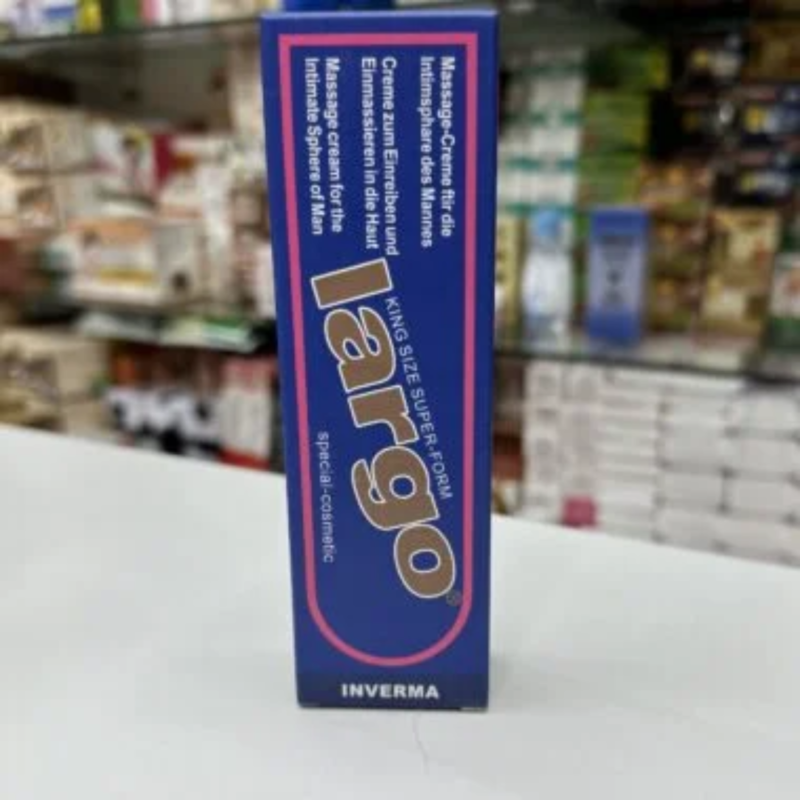 Massage-Creme für die
Intimsphäre des Mannes
Creme zum Einreiben und
Einmassieren in die Haut
Massage cream for the
Intimate Sphere of Man
KING SIZE SUPER-FORM
largo®
special-cosmetic
INVERMA